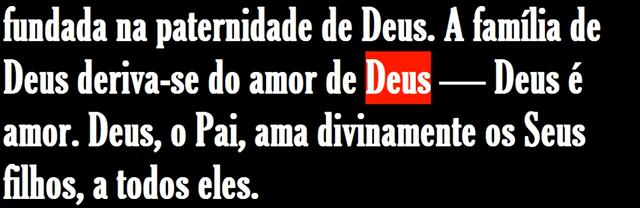 fundada na paternidade de Deus. A família de
Deus deriva-se do amor de Deus — Deus é
amor. Deus, o Pai, ama divinamente os Seus
filhos, a todos eles.